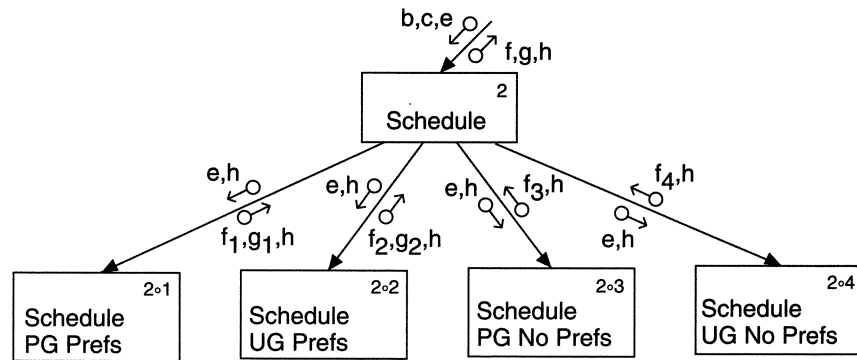 b,c,e
f,g,h
2
Schedule
e,h
f1,g1,h
e,h
f2,g2,h
e,h
f3,h
f4,h
e,h
2∘1
Schedule
PG Prefs
2∘2
Schedule
UG Prefs
2∘3
Schedule
PG No Prefs
2∘4
Schedule
UG No Prefs